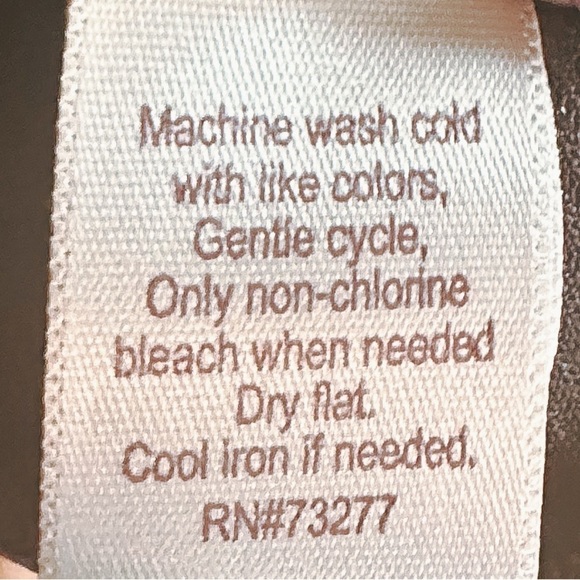 Machine wash cold
with like colors,
Gentle cycle,
Only non-chlorine
bleach when needed
Dry flat.
Cool iron if needed.
RN#73277